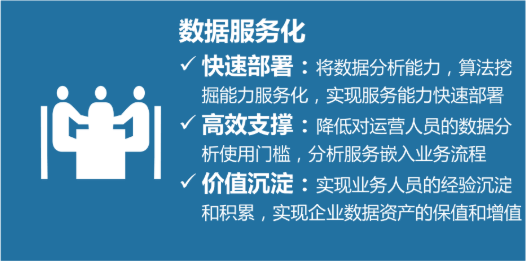 数据服务化
✓ 快速部署：将数据分析能力，算法挖
掘能力服务化，实现服务能力快速部署
✓ 高效支撑：降低对运营人员的数据分
析使用门槛，分析服务嵌入业务流程
✓ 价值沉淀：实现业务人员的经验沉淀
和积累，实现企业数据资产的保值和增值